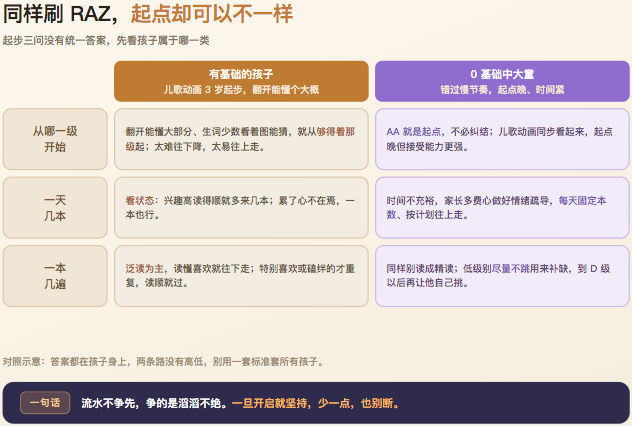 同样刷 RAZ，起点却可以不一样
起步三问没有统一答案，先看孩子属于哪一类
有基础的孩子
儿歌动画 3 岁起步，翻开能懂个大概
0 基础中大童
错过慢节奏，起点晚、时间紧
从哪一级
开始
翻开能懂大部分、生词少数看着图能猜，就从够得着那
级起；太难往下降，太易往上走。
AA 就是起点，不必纠结；儿歌动画同步看起来，起点
晚但接受能力更强。
一天
几本
看状态：兴趣高读得顺就多来几本；累了心不在焉，一
本也行。
时间不充裕，家长多费心做好情绪疏导，每天固定本
数、按计划往上走。
一本
几遍
泛读为主，读懂喜欢就往下走；特别喜欢或磕绊的才重
复，读顺就过。
同样别读成精读；低级别尽量不跳用来补缺，到 D 级
以后再让他自己挑。
对照示意：答案都在孩子身上，两条路没有高低，别用一套标准套所有孩子。
一句话
流水不争先，争的是滔滔不绝。一旦开启就坚持，少一点，也别断。